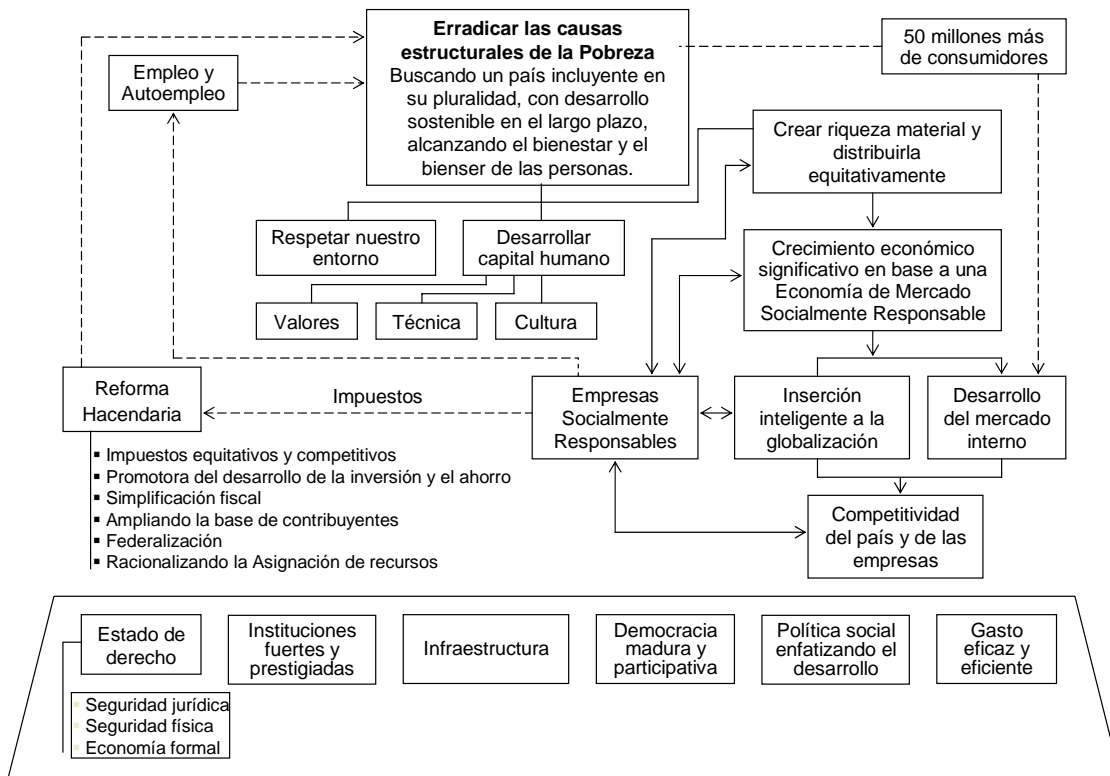 Erradicar las causas
estructurales de la Pobreza
Buscando un país incluyente en
su pluralidad, con desarrollo
sostenible en el largo plazo,
alcanzando el bienestar y el
bienser de las personas.
50 millones más
de consumidores
Empleo y
Autoempleo
Crear riqueza material y
distribuirla
equitativamente
Respetar nuestro
entorno
Desarrollar
capital humano
Crecimiento económico
significativo en base a una
Economía de Mercado
Socialmente Responsable
Valores
Técnica
Cultura
Reforma
Hacendaria
Impuestos
Empresas
Socialmente
Responsables
Inserción
inteligente a la
globalización
Desarrollo
del mercado
interno
▪ Impuestos equitativos y competitivos
▪ Promotora del desarrollo de la inversión y el ahorro
▪ Simplificación fiscal
▪ Ampliando la base de contribuyentes
▪ Federalización
▪ Racionalizando la Asignación de recursos
Competitividad
del país y de las
empresas
Estado de
derecho
Instituciones
fuertes y
prestigiadas
Infraestructura
Democracia
madura y
participativa
Política social
enfatizando el
desarrollo
Gasto
eficaz y
eficiente
▪ Seguridad jurídica
▪ Seguridad física
▪ Economía formal